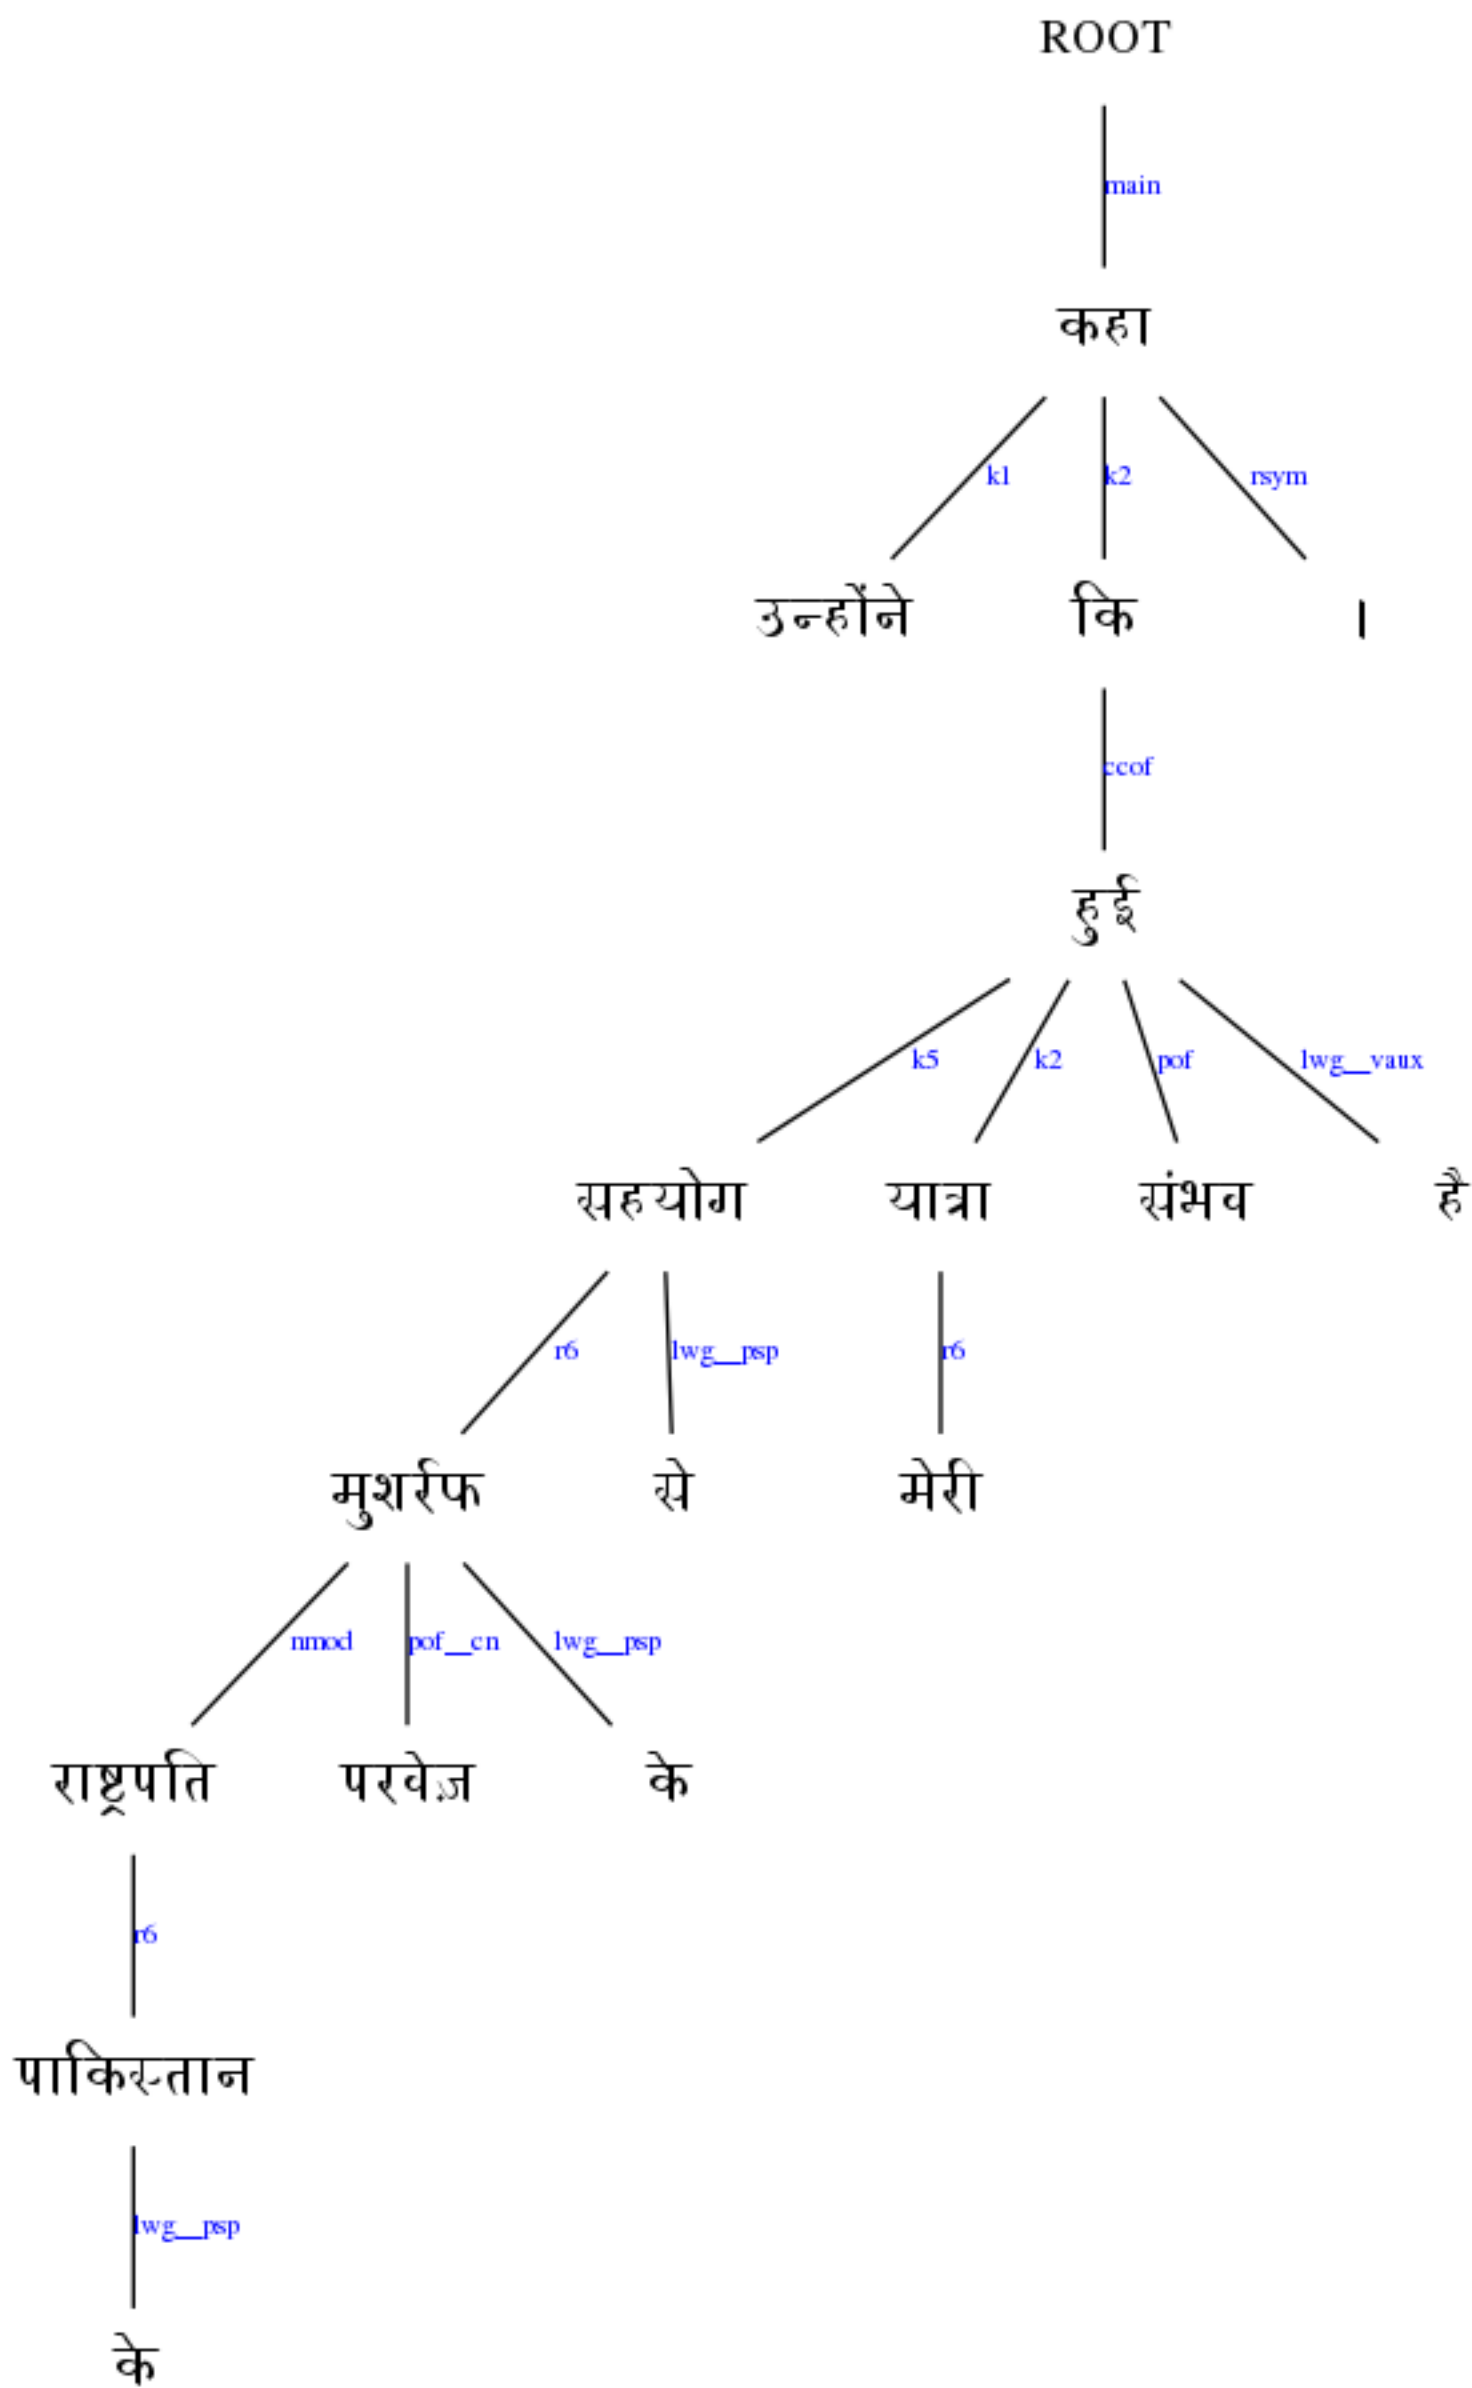 ROOT
main
कहा
k1 k2 rsym
उन्होंने कि ।
ccof
हुई
k5 k2 pof lwg__vaux
सहयोग यात्रा संभव है
r6 lwg__psp r6
मुशर्रफ से मेरी
nmod pof__cn lwg__psp
राष्ट्रपति परवेज़ के
r6
पाकिस्तान
lwg__psp
के